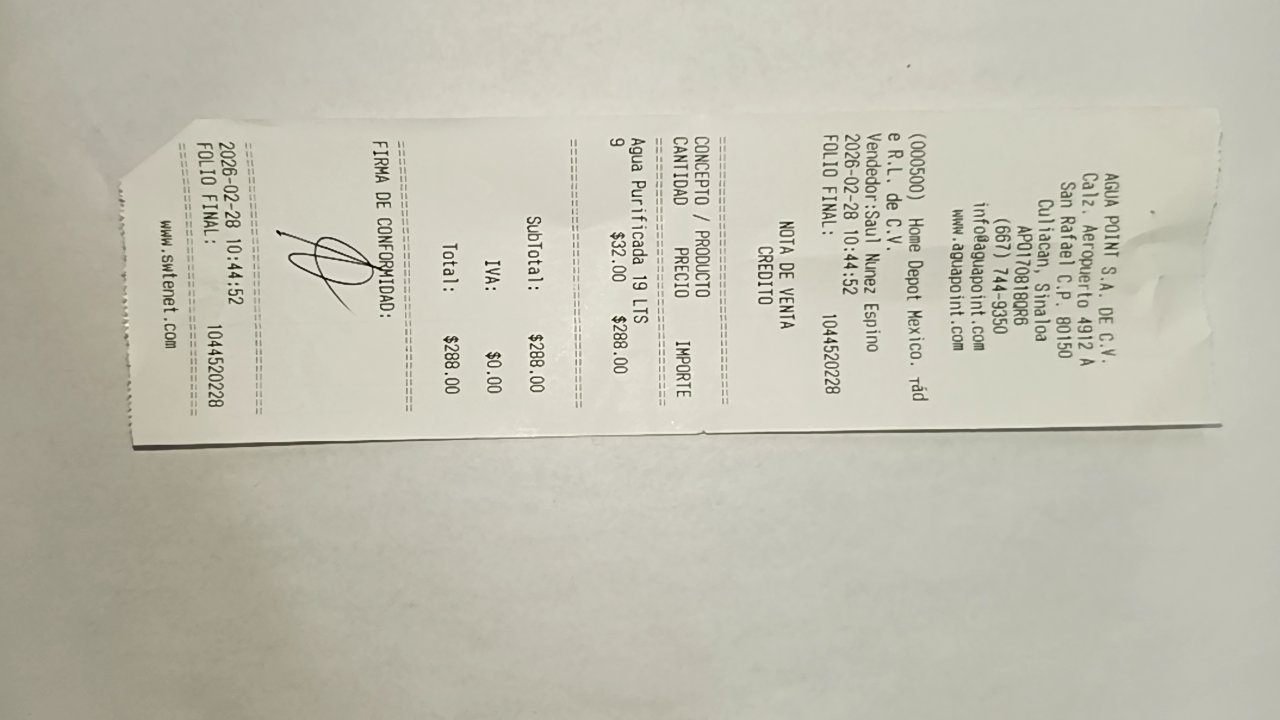 AGUA POINT S.A. DE C.V.
Calz. Aeropuerto 4912 A
San Rafael C.P. 80150
Culiacan, Sinaloa
APO170818QR6
(667) 744-9350
info@aguapoint.com
www.aguapoint.com
(000500) Home Depot Mexico.
e R.L. de C.V.
Vendedor:Saul Nunez Espino
2026-02-28 10:44:52
FOLIO FINAL: 1044520228
NOTA DE VENTA
CREDITO
CONCEPTO / PRODUCTO
CANTIDAD PRECIO IMPORTE
Agua Purificada 19 LTS
9 $32.00 $288.00
SubTotal: $288.00
IVA: $0.00
Total: $288.00
FIRMA DE CONFORMIDAD:
2026-02-28 10:44:52
FOLIO FINAL: 1044520228
www.swtenet.com